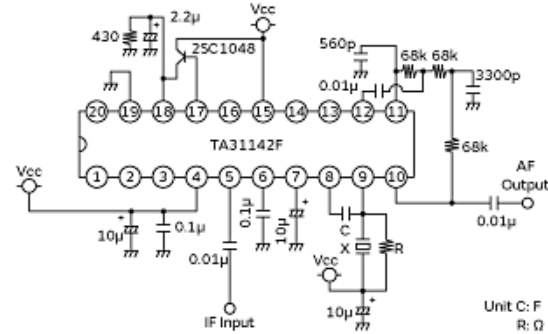 2.2µ
Vcc
+
430
2SC1048
560p
68k
68k
0.01µ
3300p
20 19 18 17 16 15 14 13 12 11
TA31142F
68k
1 2 3 4 5 6 7 8 9 10
Vcc
AF
Output
+
10µ
0.1µ
0.1µ
10µ
+
C
X
R
0.01µ
0.01µ
Vcc
IF Input
10µ
+
Unit C: F
R: Ω